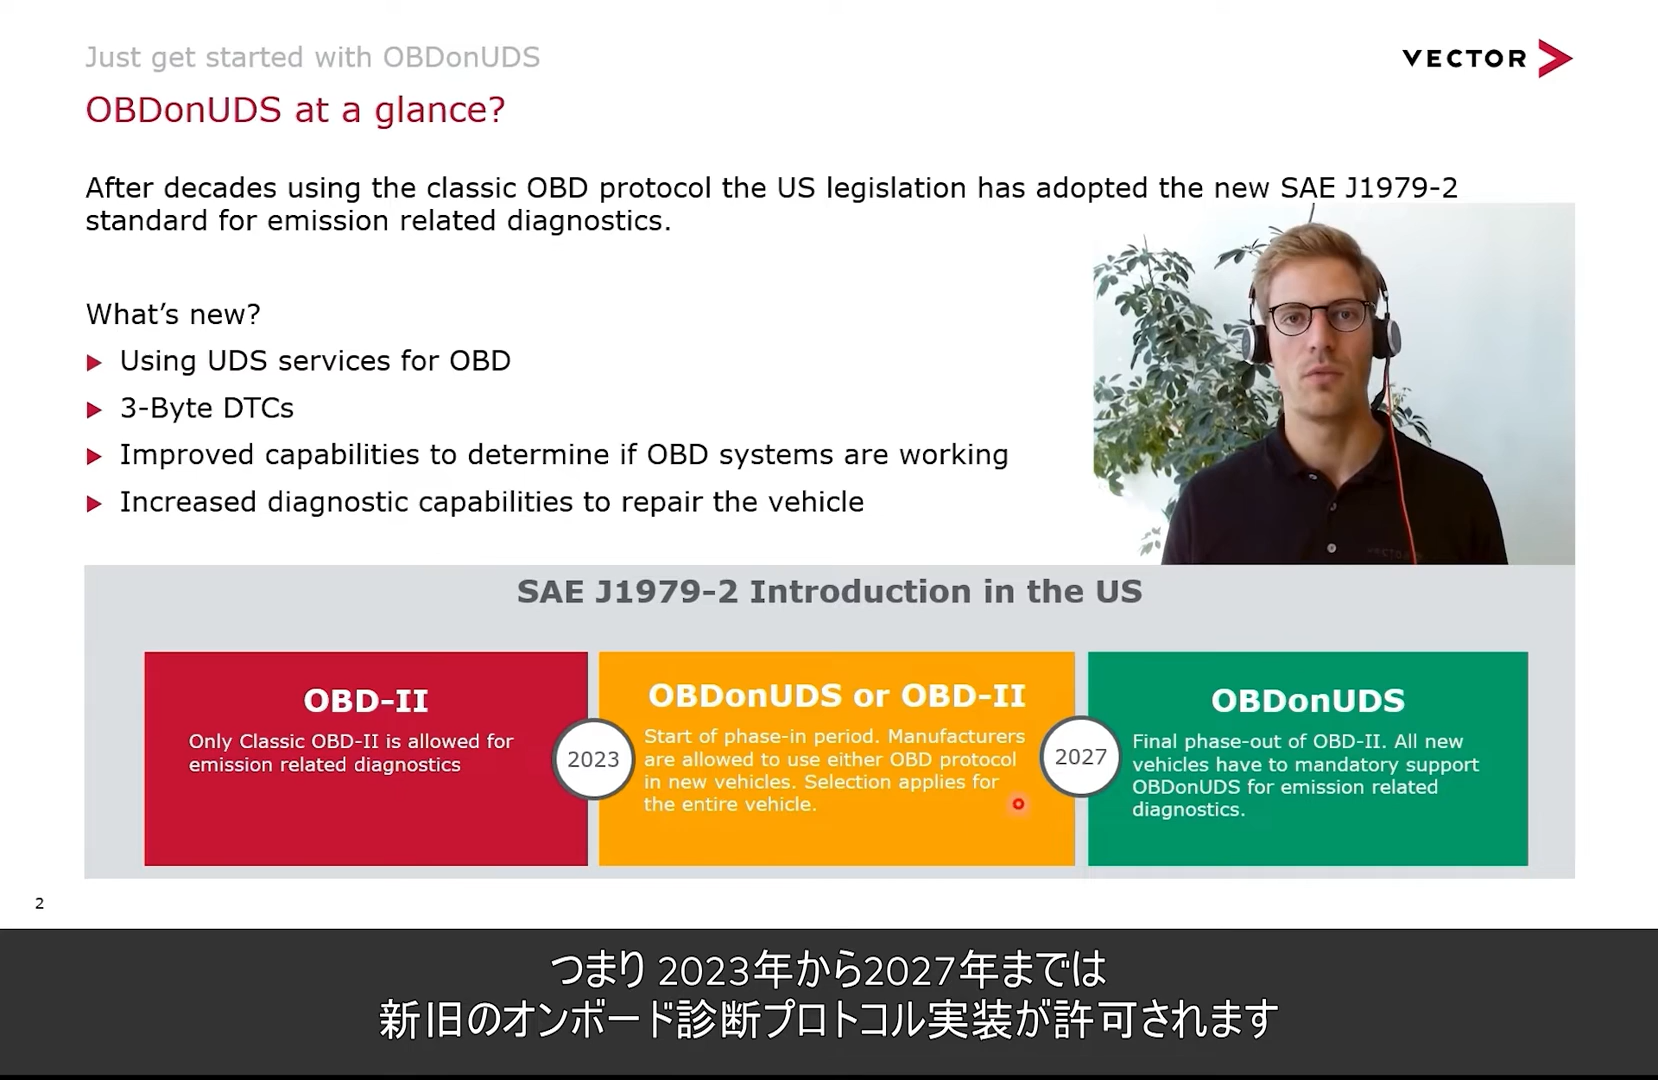 Just get started with OBDonUDS
VECTOR
OBDonUDS at a glance?
After decades using the classic OBD protocol the US legislation has adopted the new SAE J1979-2
standard for emission related diagnostics.
What's new?
Using UDS services for OBD
3-Byte DTCs
Improved capabilities to determine if OBD systems are working
Increased diagnostic capabilities to repair the vehicle
SAE J1979-2 Introduction in the US
OBD-II
Only Classic OBD-II is allowed for
emission related diagnostics
2023
OBDonUDS or OBD-II
Start of phase-in period. Manufacturers
are allowed to use either OBD protocol
in new vehicles. Selection applies for
the entire vehicle.
2027
OBDonUDS
Final phase-out of OBD-II. All new
vehicles have to mandatory support
OBDonUDS for emission related
diagnostics.
2
つまり 2023年から2027年までは
新旧のオンボード診断プロトコル実装が許可されます